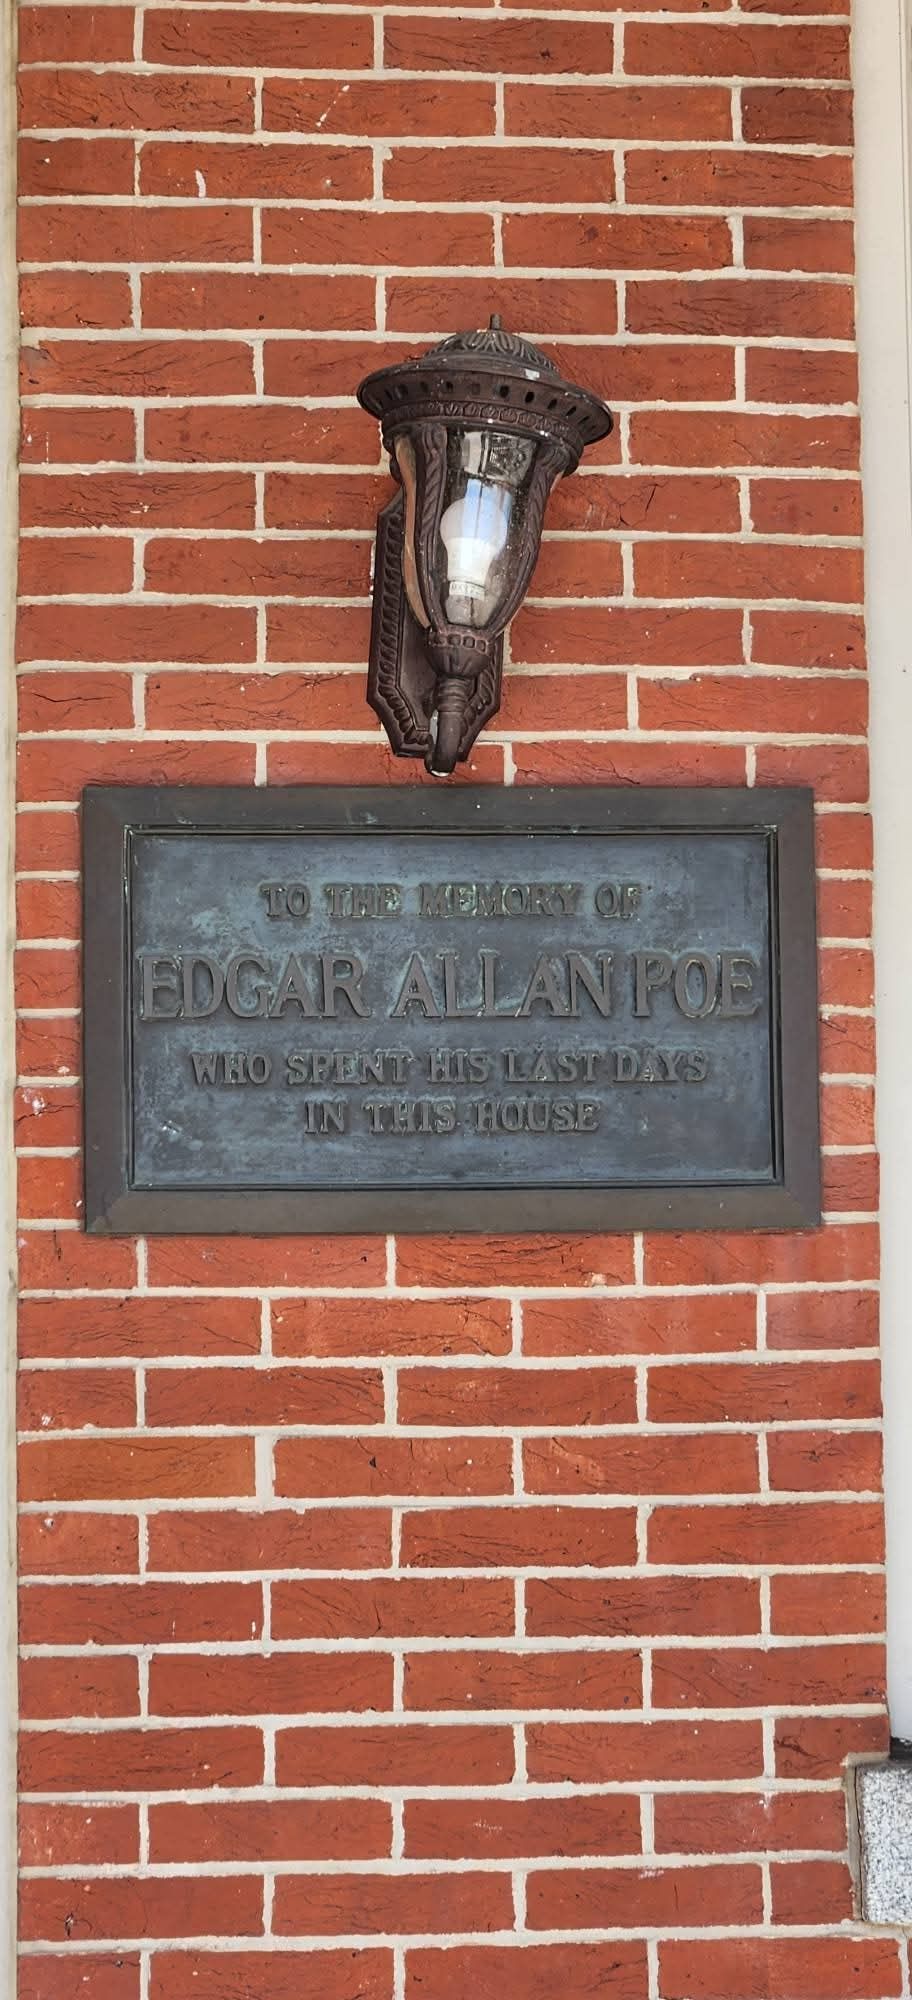 TO THE MEMORY OF
EDGAR ALLAN POE
WHO SPENT HIS LAST DAYS
IN THIS HOUSE